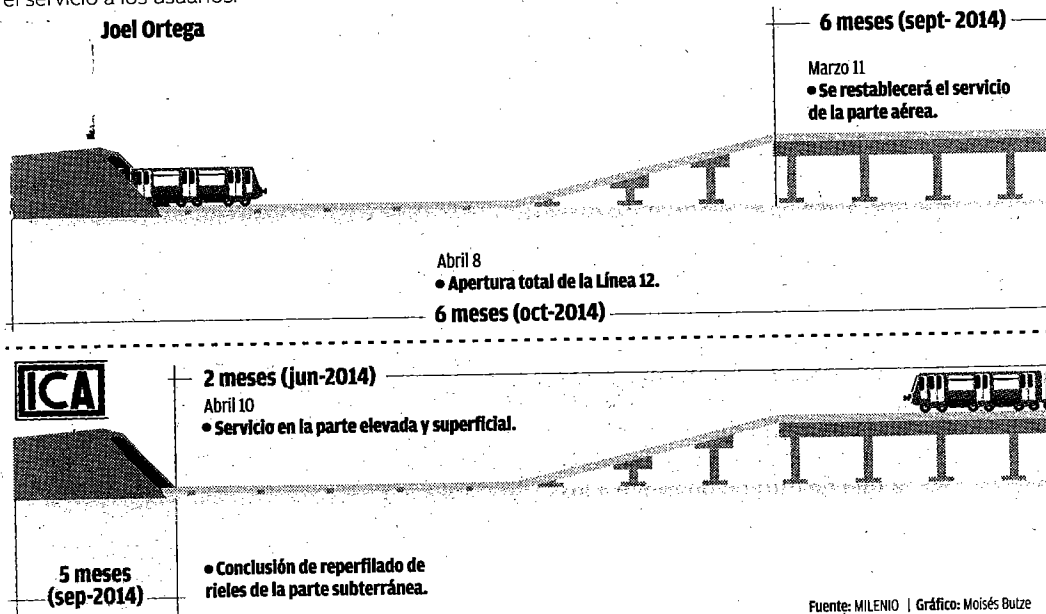 el servicio a los usuarios.
Joel Ortega
6 meses (sept- 2014)
Marzo 11
• Se restablecerá el servicio
de la parte aérea.
Abril 8
• Apertura total de la Línea 12.
6 meses (oct-2014)
ICA
2 meses (jun-2014)
Abril 10
• Servicio en la parte elevada y superficial.
5 meses
(sep-2014)
• Conclusión de reperfilado de
rieles de la parte subterránea.
Fuente: MILENIO | Gráfico: Moisés Butze